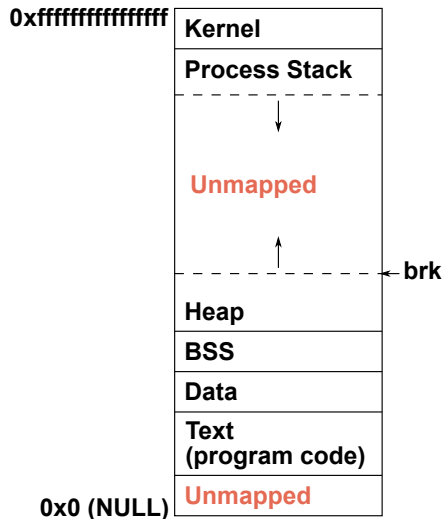 0xffffffffffffffff
Kernel
Process Stack
Unmapped
brk
Heap
BSS
Data
Text
(program code)
Unmapped
0x0 (NULL)